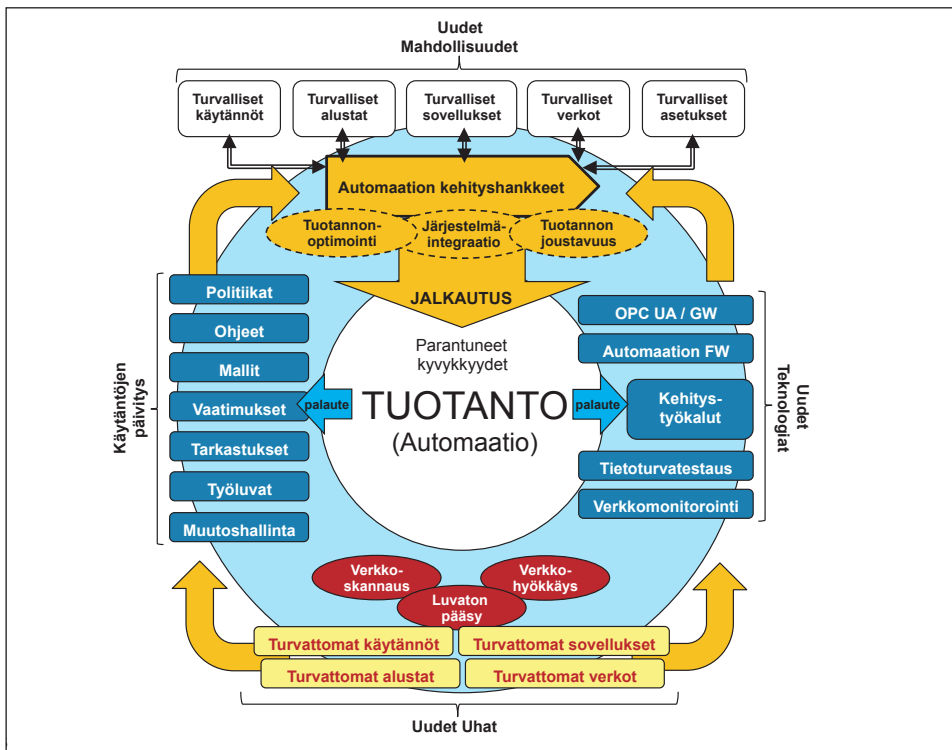 Uudet
Mahdollisuudet
Turvalliset
käytännöt
Turvalliset
alustat
Turvalliset
sovellukset
Turvalliset
verkot
Turvalliset
asetukset
Automaation kehityshankkeet
Tuotannon-
optimointi
Järjestelmä-
integraatio
Tuotannon
joustavuus
JALKAUTUS
Käytäntöjen
päivitys
Politiikat
Ohjeet
Mallit
Vaatimukset
Tarkastukset
Työluvat
Muutoshallinta
Parantuneet
kyvykkyydet
palaute
TUOTANTO
(Automaatio)
palaute
OPC UA / GW
Automaation FW
Kehitys-
työkalut
Tietoturvatestaus
Verkkomonitorointi
Uudet
Teknologiat
Verkko-
skannaus
Verkko-
hyökkäys
Luvaton
pääsy
Turvattomat käytännöt
Turvattomat sovellukset
Turvattomat alustat
Turvattomat verkot
Uudet Uhat